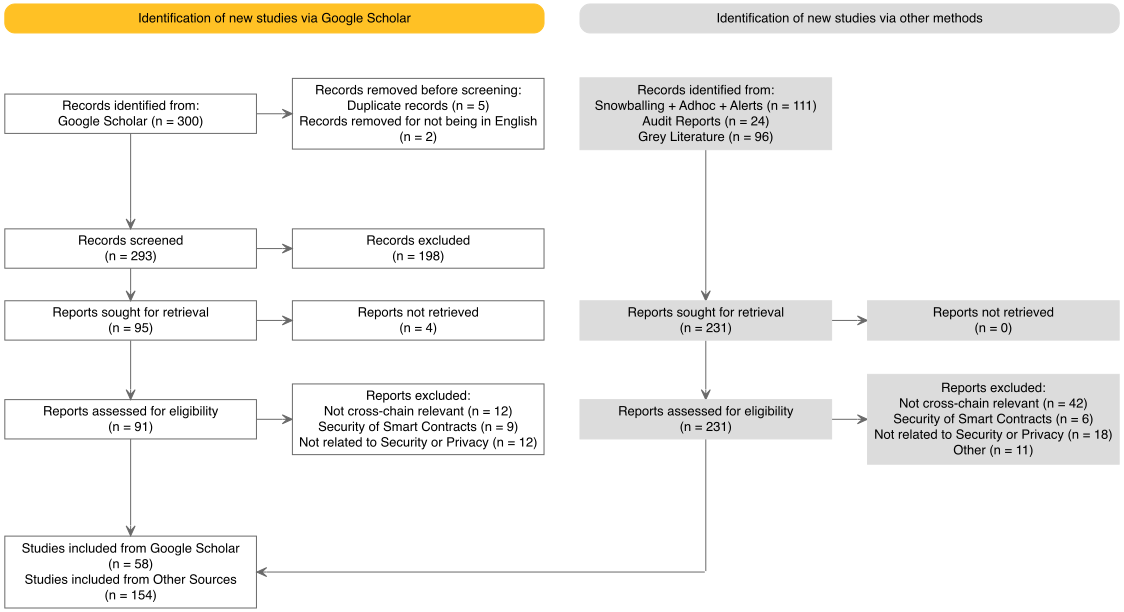 Identification of new studies via Google Scholar
Identification of new studies via other methods
Records identified from:
Google Scholar (n = 300)
Records removed before screening:
Duplicate records (n = 5)
Records removed for not being in English
(n = 2)
Records identified from:
Snowballing + Adhoc + Alerts (n = 111)
Audit Reports (n = 24)
Grey Literature (n = 96)
Records screened
(n = 293)
Records excluded
(n = 198)
Reports sought for retrieval
(n = 95)
Reports not retrieved
(n = 4)
Reports sought for retrieval
(n = 231)
Reports not retrieved
(n = 0)
Reports assessed for eligibility
(n = 91)
Reports excluded:
Not cross-chain relevant (n = 12)
Security of Smart Contracts (n = 9)
Not related to Security or Privacy (n = 12)
Reports assessed for eligibility
(n = 231)
Reports excluded:
Not cross-chain relevant (n = 42)
Security of Smart Contracts (n = 6)
Not related to Security or Privacy (n = 18)
Other (n = 11)
Studies included from Google Scholar
(n = 58)
Studies included from Other Sources
(n = 154)